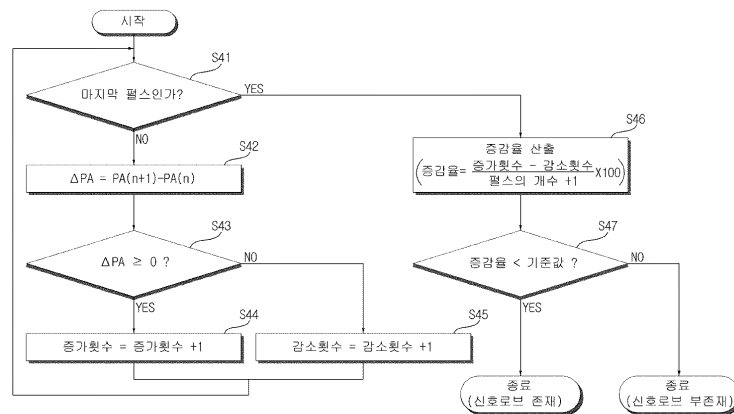 시작
S41
마지막 펄스인가?
YES
NO
S42
ΔPA = PA(n+1)-PA(n)
S43
ΔPA ≥ 0 ?
NO
YES
S44
증가횟수 = 증가횟수 +1
S45
감소횟수 = 감소횟수 +1
S46
증감율 산출
(증감율= 증가횟수 - 감소횟수 X100)
펄스의 개수 +1
S47
증감율 < 기준값 ?
NO
YES
종료
(신호로브 존재)
종료
(신호로브 부존재)